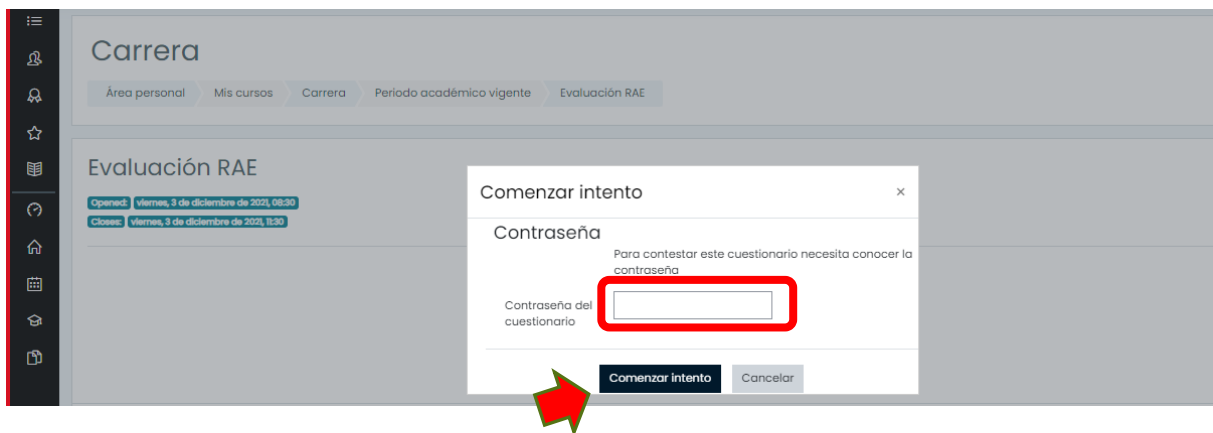 Carrera
Área personal Mis cursos Carrera Periodo académico vigente Evaluación RAE
Evaluación RAE
Opened: viernes, 3 de diciembre de 2021, 08:30
Closes: viernes, 3 de diciembre de 2021, 11:30
Comenzar intento ×
Contraseña
Para contestar este cuestionario necesita conocer la
contraseña
Contraseña del
cuestionario
Comenzar intento Cancelar